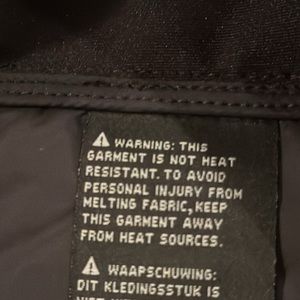 ⚠ WARNING: THIS
GARMENT IS NOT HEAT
RESISTANT. TO AVOID
PERSONAL INJURY FROM
MELTING FABRIC, KEEP
THIS GARMENT AWAY
FROM HEAT SOURCES.
⚠ WAAPSCHUWING:
DIT KLEDINGSSTUK IS